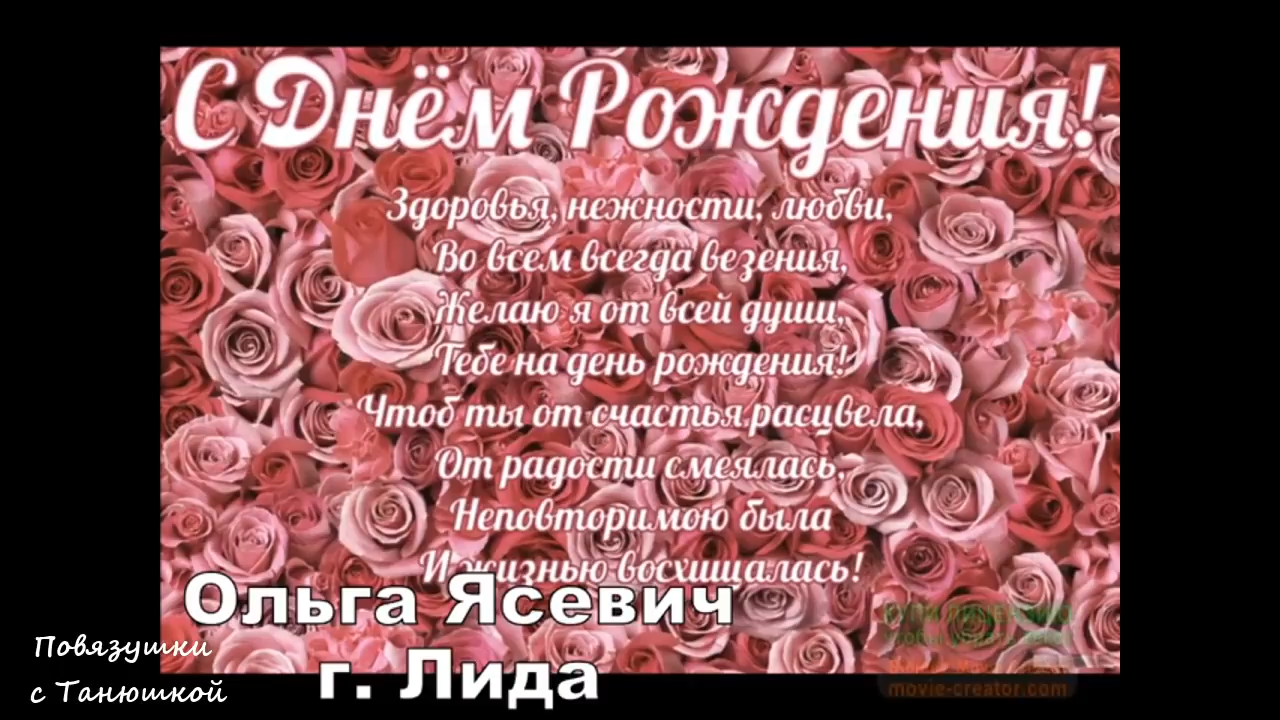 С Днём Рождения!
Здоровья, нежности, любви,
Во всем всегда везения,
Желаю я от всей души,
Тебе на день рождения!
Чтоб ты от счастья расцвела,
От радости смеялась,
Неповторимою была
И жизнью восхищалась!
Ольга Ясевич
г. Лида
Повязушки
с Танюшкой
movie-creator.com